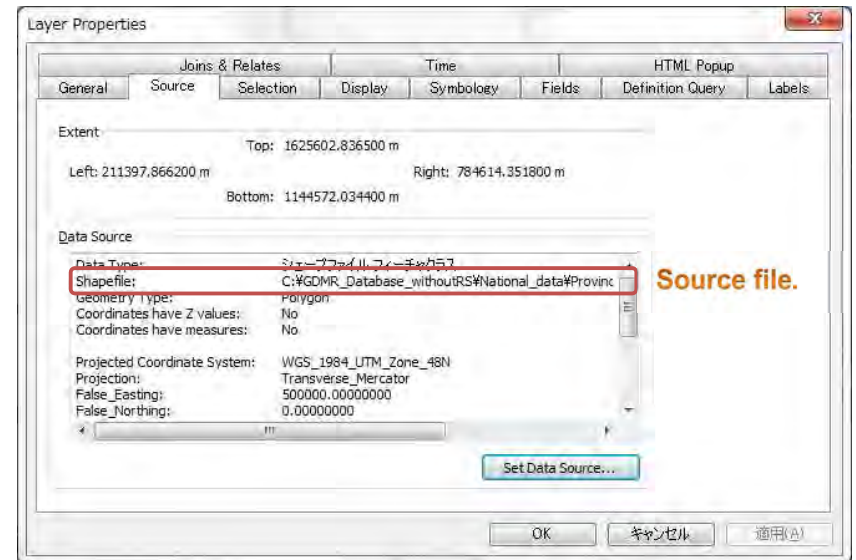 Layer Properties
Joins & Relates Time HTML Popup
General Source Selection Display Symbology Fields Definition Query Labels
Extent
Top: 1625602.836500 m
Left: 211397.866200 m Right: 784614.351800 m
Bottom: 1144572.034400 m
Data Source
Data Type: シェープファイル フィーチャクラス
Shapefile: C:¥GDMR_Database_withoutRS¥National_data¥Provinc
Source file.
Geometry Type: Polygon
Coordinates have Z values: No
Coordinates have measures: No
Projected Coordinate System: WGS_1984_UTM_Zone_48N
Projection: Transverse_Mercator
False_Easting: 500000.00000000
False_Northing: 0.00000000
Set Data Source...
OK キャンセル 適用(A)